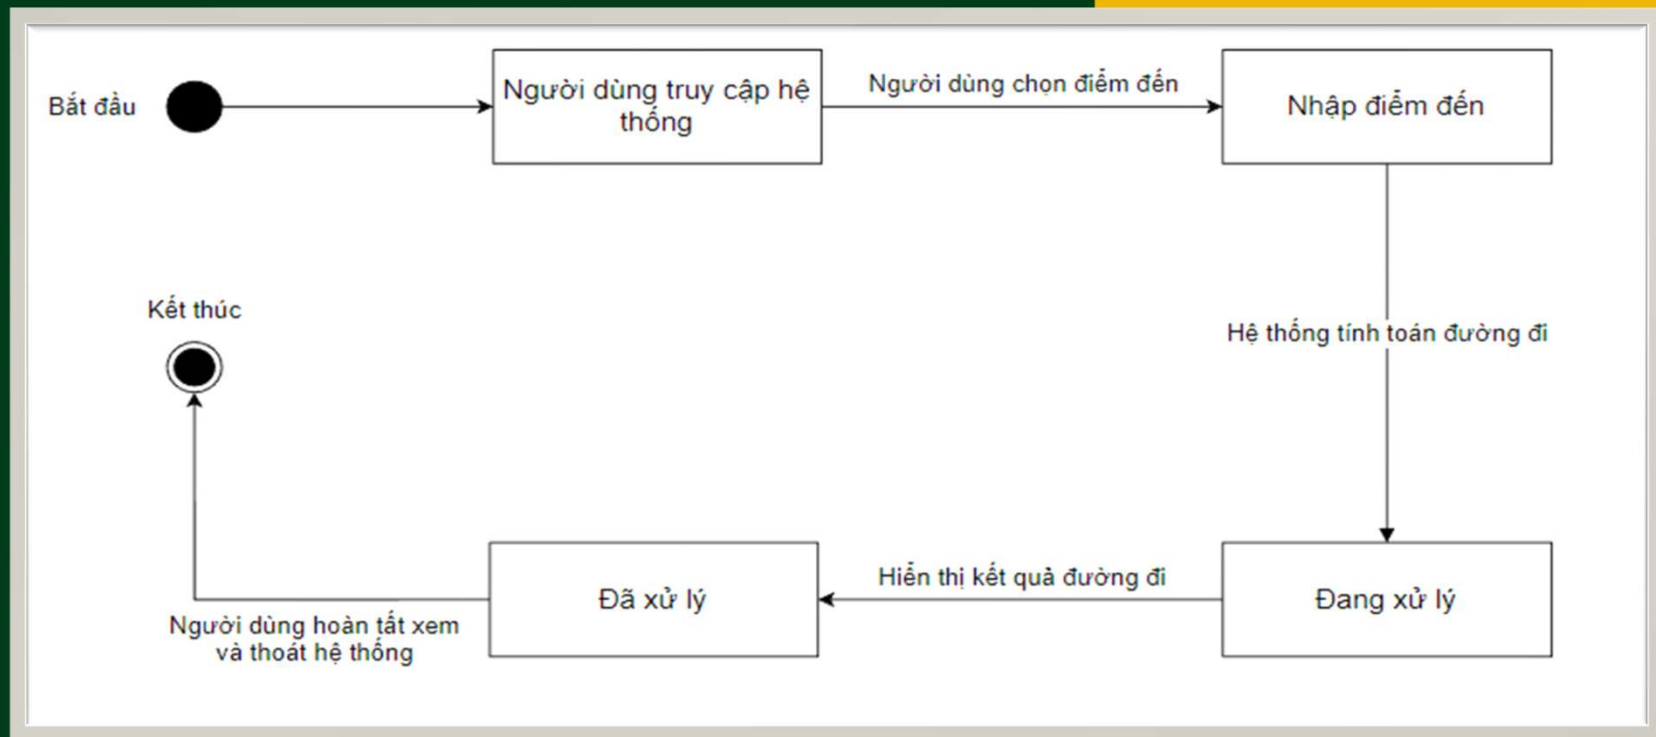 Bắt đầu
Người dùng truy cập hệ
thống
Người dùng chọn điểm đến
Nhập điểm đến
Hệ thống tính toán đường đi
Đang xử lý
Hiển thị kết quả đường đi
Đã xử lý
Người dùng hoàn tất xem
và thoát hệ thống
Kết thúc